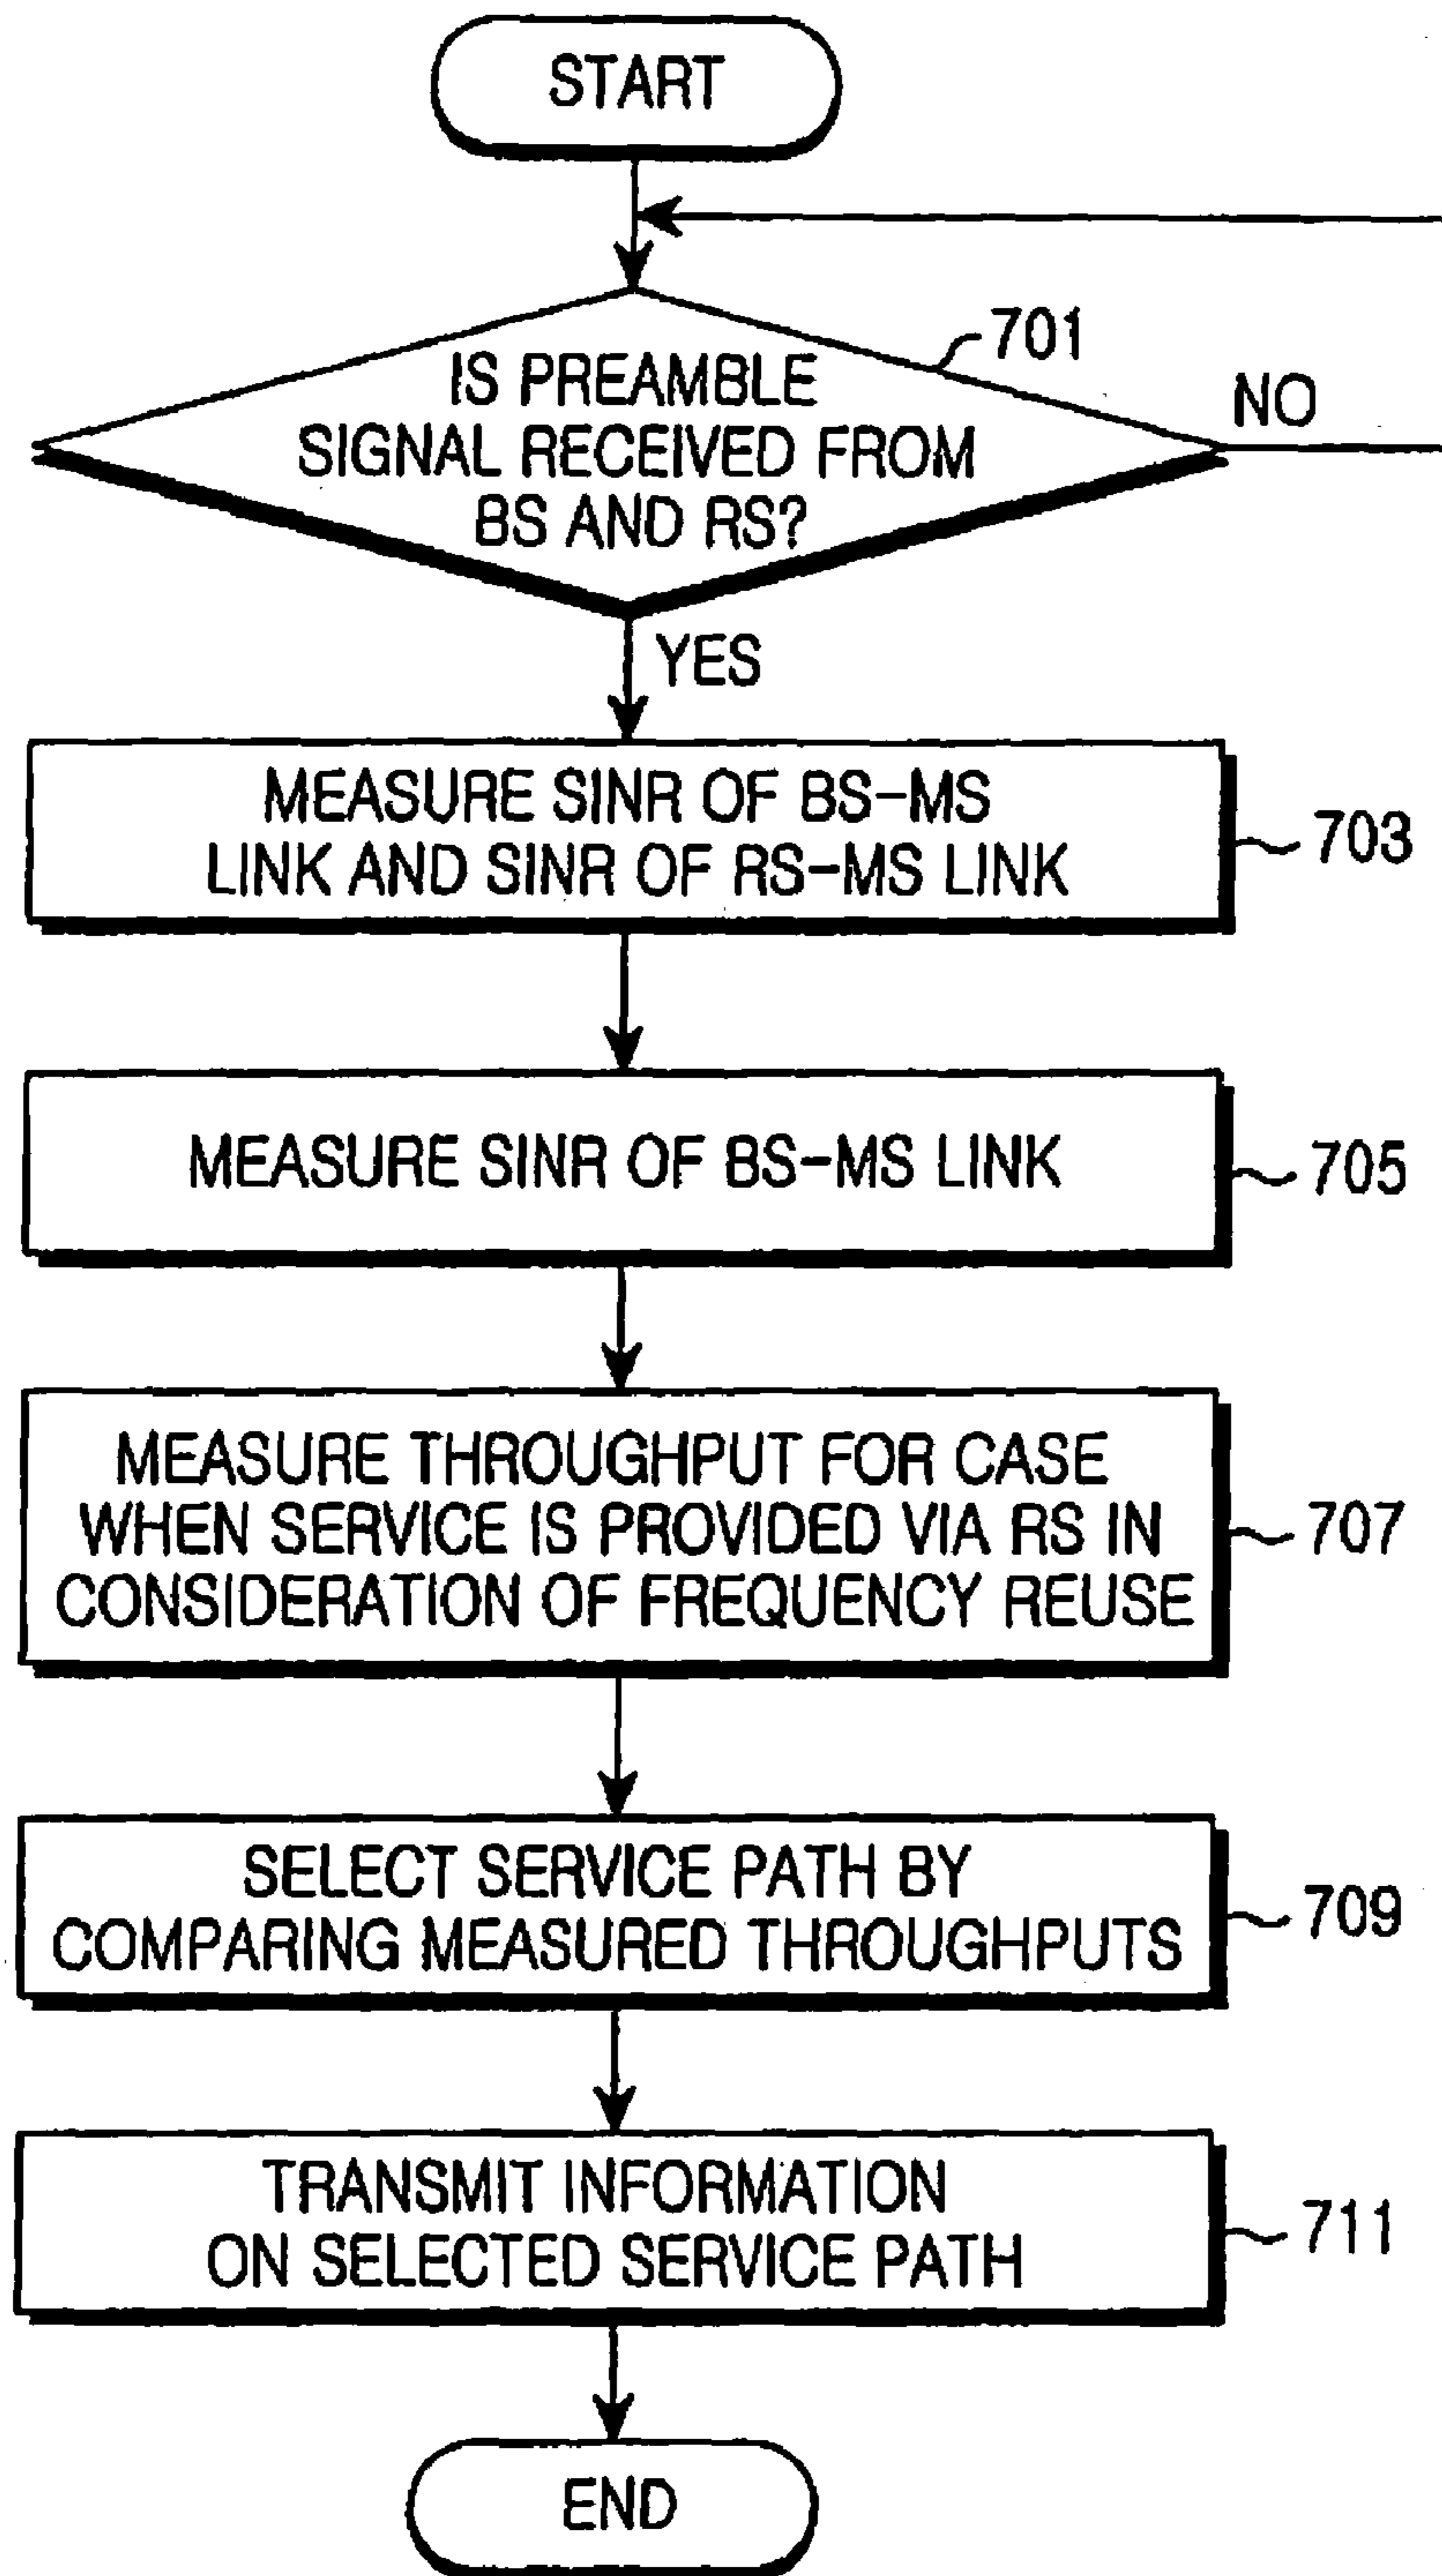 START
701
IS PREAMBLE
SIGNAL RECEIVED FROM
BS AND RS?
NO
YES
MEASURE SINR OF BS-MS
LINK AND SINR OF RS-MS LINK
703
MEASURE SINR OF BS-MS LINK
705
MEASURE THROUGHPUT FOR CASE
WHEN SERVICE IS PROVIDED VIA RS IN
CONSIDERATION OF FREQUENCY REUSE
707
SELECT SERVICE PATH BY
COMPARING MEASURED THROUGHPUTS
709
TRANSMIT INFORMATION
ON SELECTED SERVICE PATH
711
END